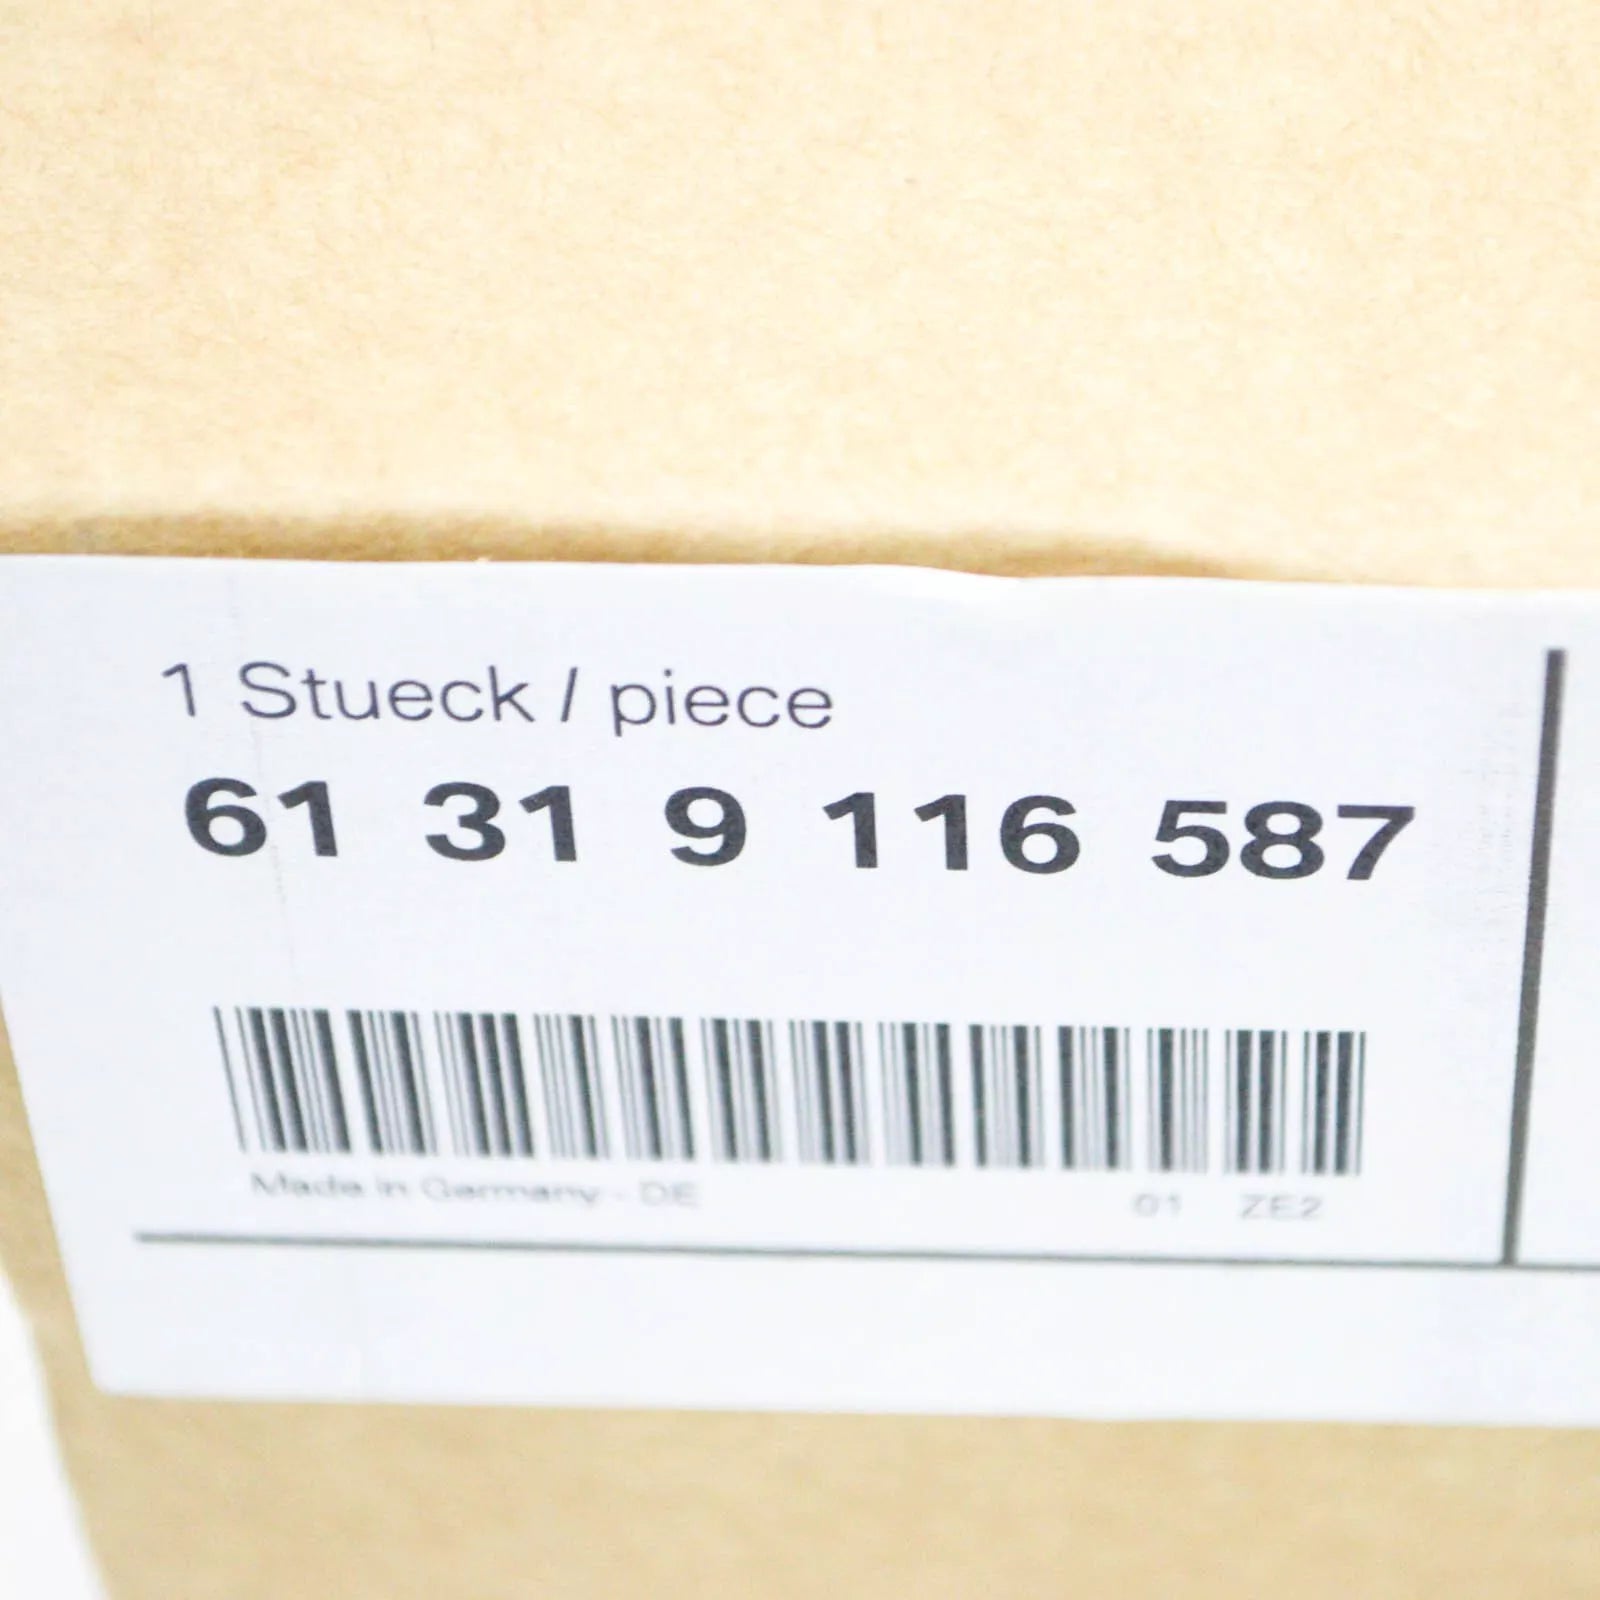 1 Stueck / piece
61 31 9 116 587
Made in Germany - DE 01 ZE2